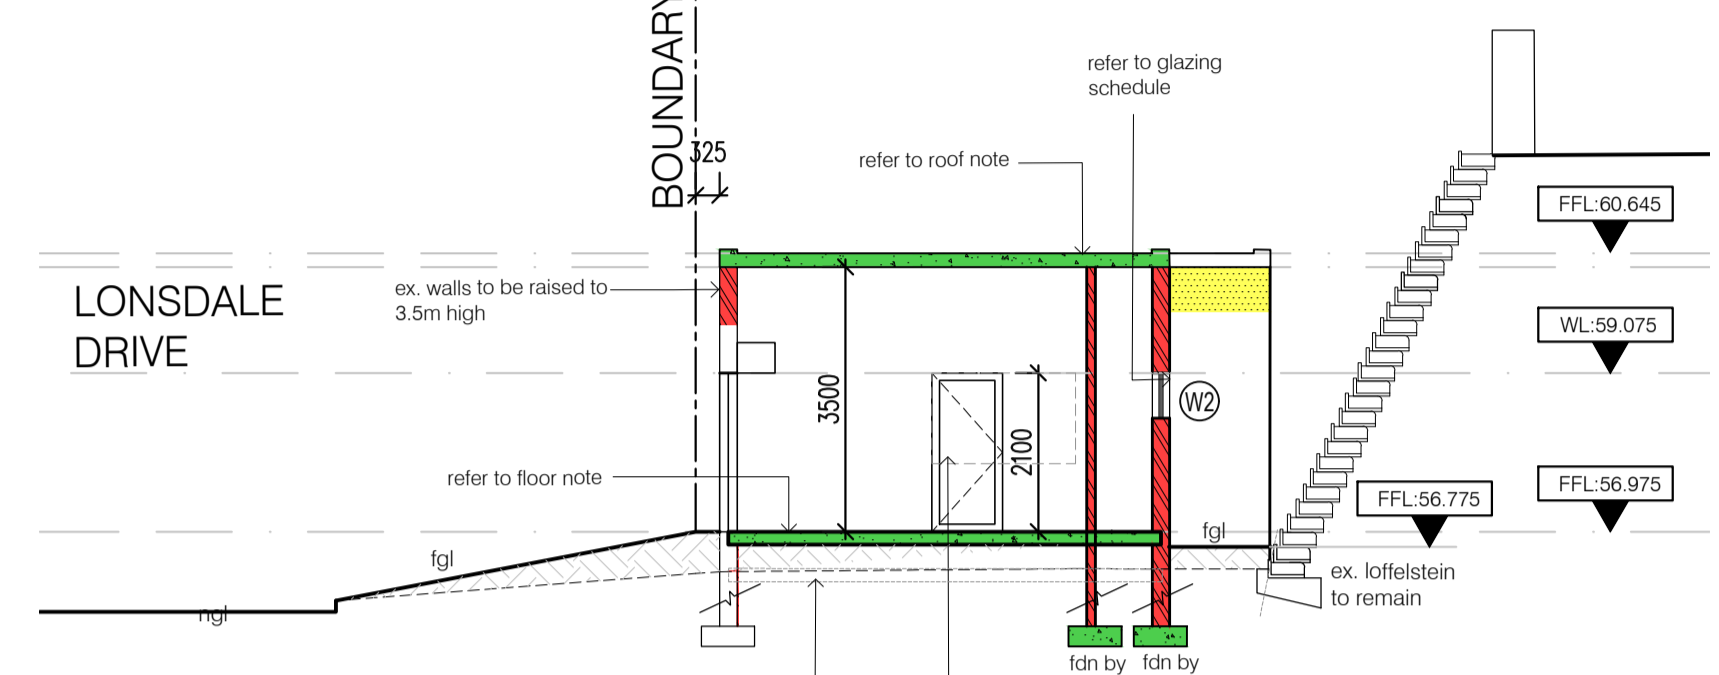 BOUNDARY
325
refer to glazing
schedule
refer to roof note
FFL:60.645
LONSDALE
DRIVE
ex. walls to be raised to
3.5m high
WL:59.075
3500
W2
2100
refer to floor note
FFL:56.775
FFL:56.975
fgl
fgl
ex. loffelstein
to remain
ngl
fdn by
fdn by